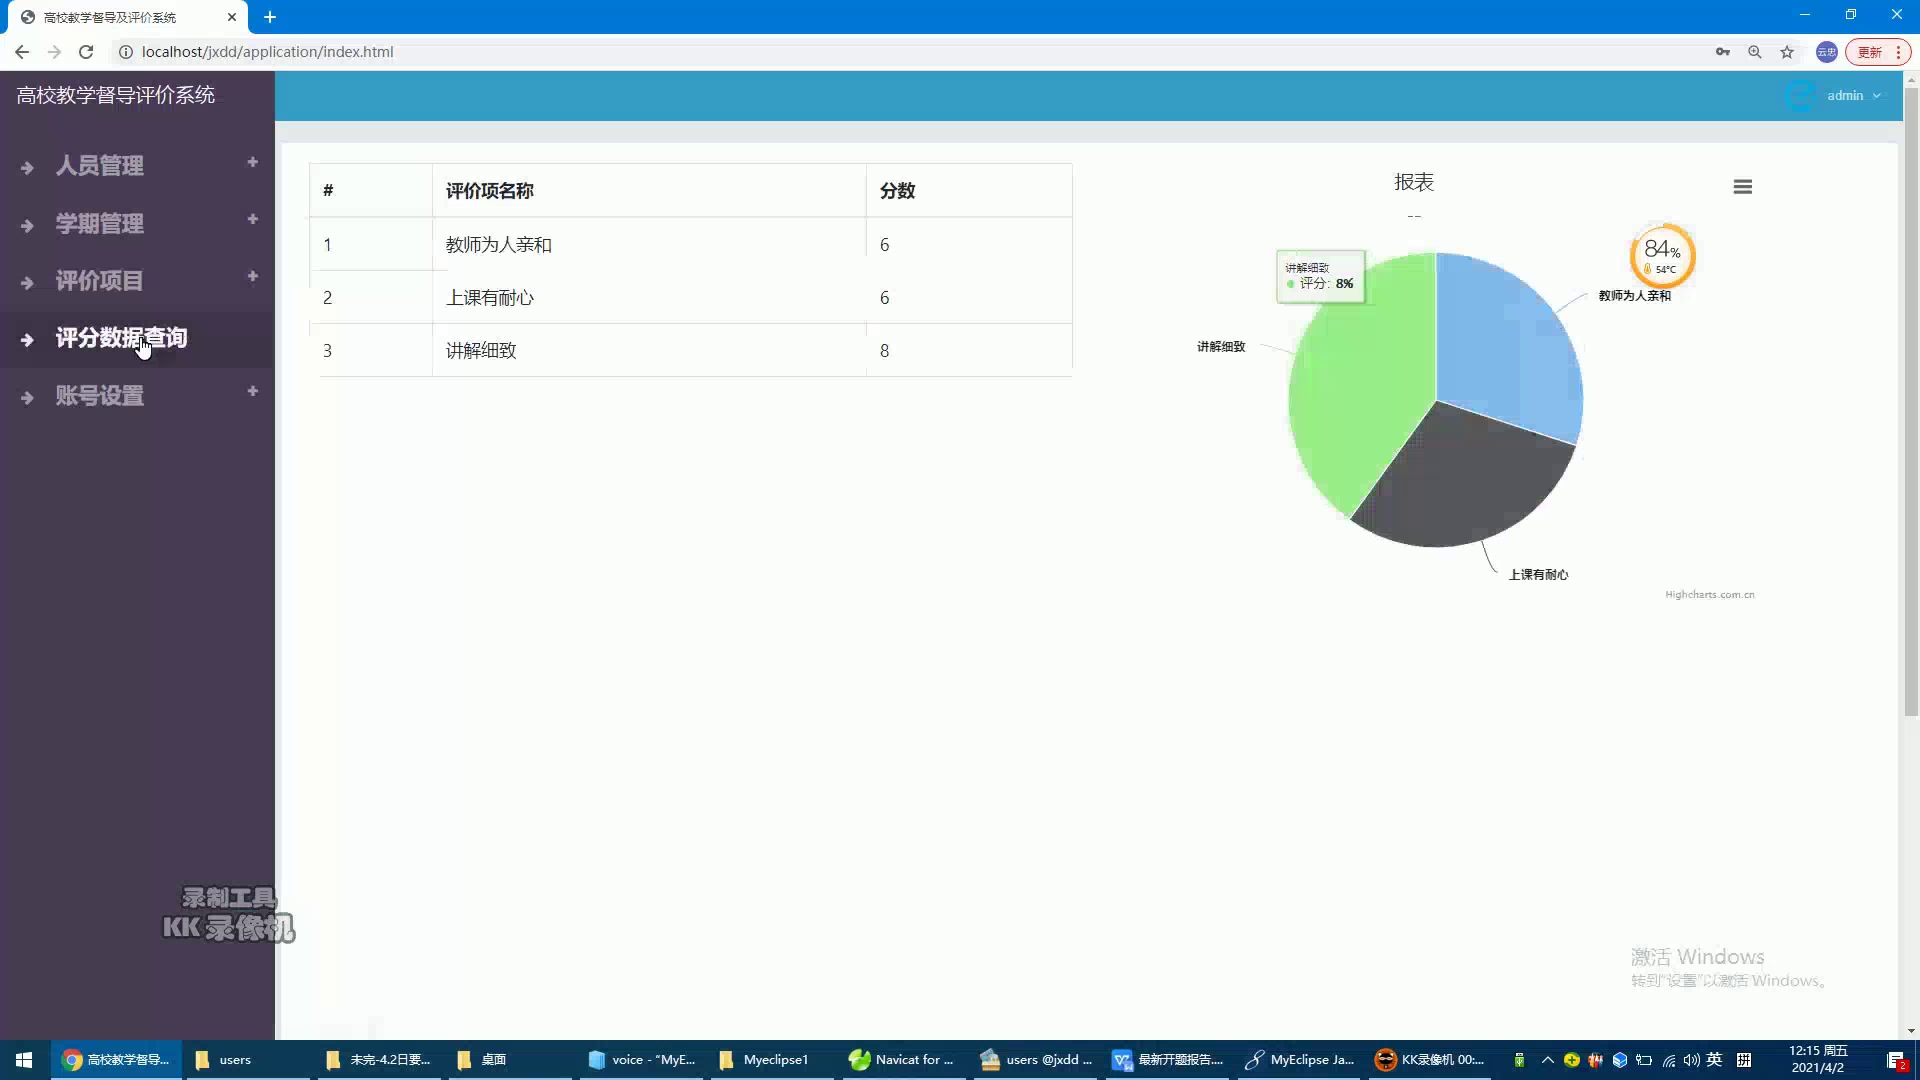 高校教学督导及评价系统
localhost/jxdd/application/index.html
云忠
更新
高校教学督导评价系统
admin
人员管理
学期管理
评价项目
评分数据查询
账号设置
# 评价项名称 分数
1 教师为人亲和 6
2 上课有耐心 6
3 讲解细致 8
报表
--
84%
54°C
讲解细致
评分: 8%
教师为人亲和
讲解细致
上课有耐心
Highcharts.com.cn
录制工具
KK 录像机
激活 Windows
转到"设置"以激活 Windows。
高校教学督导...
users
未完-4.2日要...
桌面
voice - "MyE...
Myeclipse1
Navicat for ...
users @jxdd ...
最新开题报告....
MyEclipse Ja...
KK录像机 00:...
英
拼
12:15 周五
2021/4/2
2